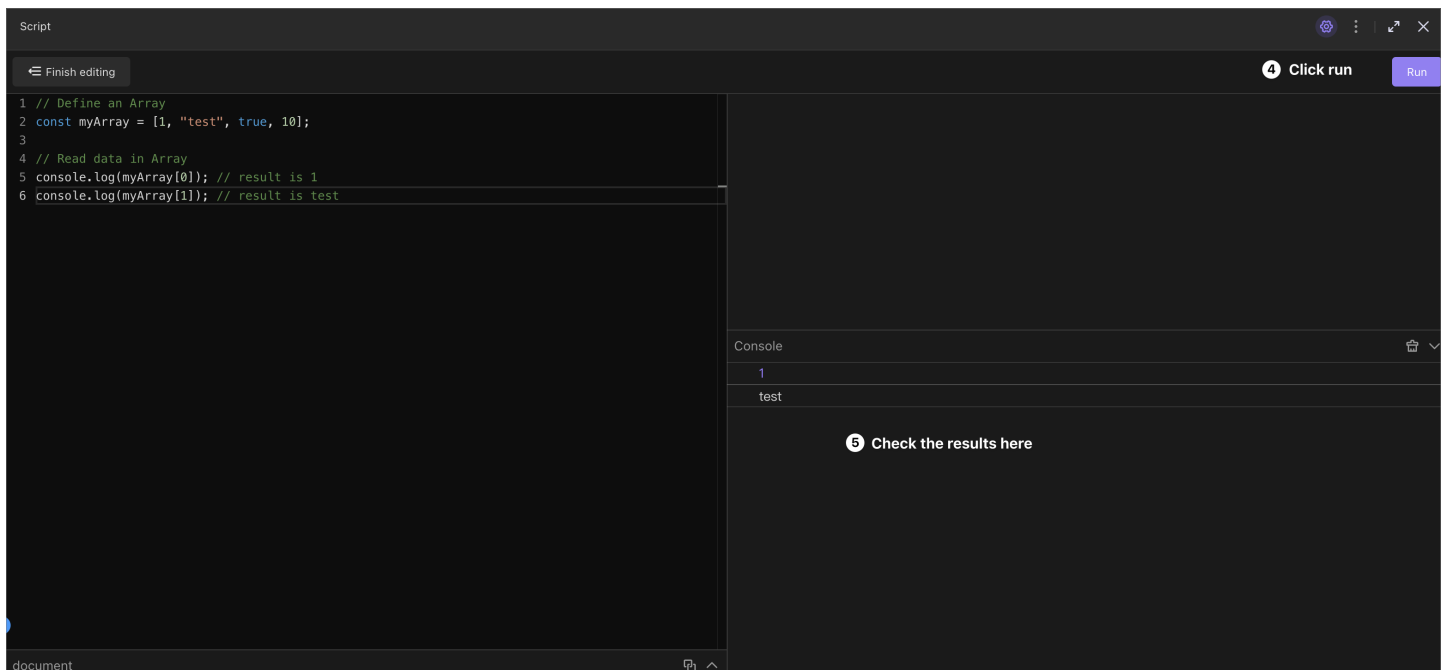 Script
Finish editing
4 Click run
Run
1 // Define an Array
2 const myArray = [1, "test", true, 10];
3
4 // Read data in Array
5 console.log(myArray[0]); // result is 1
6 console.log(myArray[1]); // result is test
Console
1
test
5 Check the results here
document